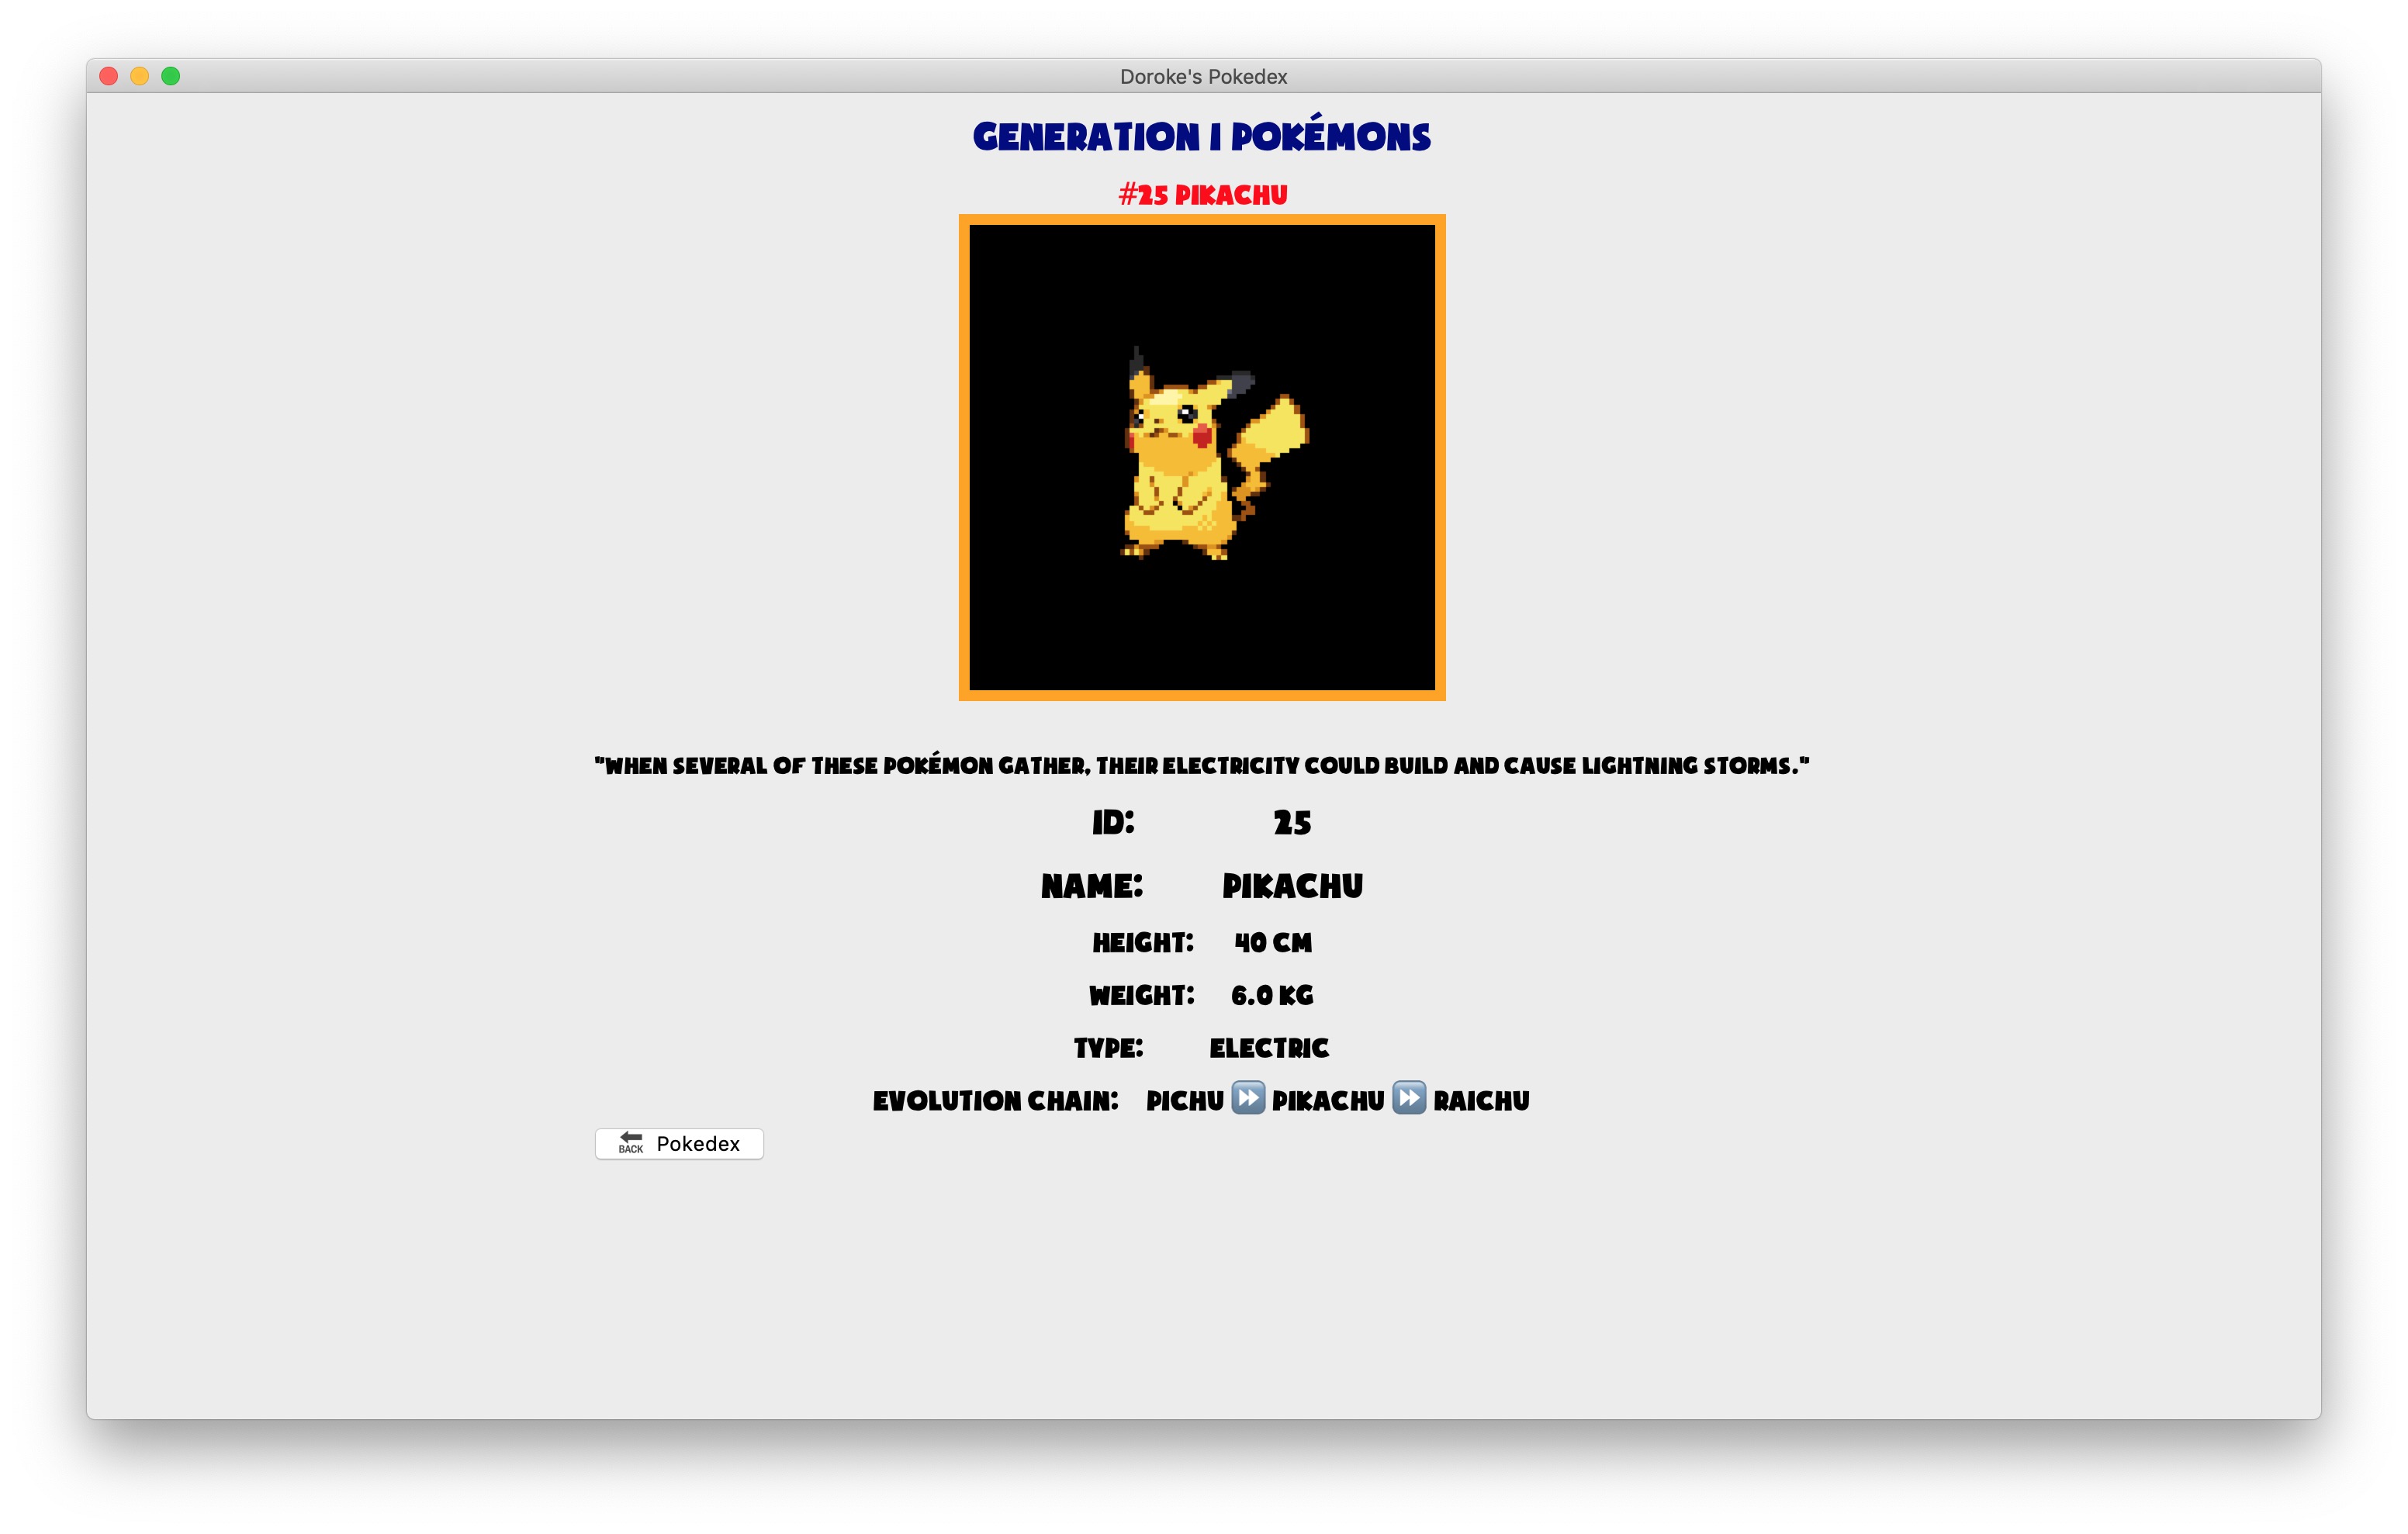 Doroke's Pokedex
GENERATION I POKÉMONS
#25 PIKACHU
"WHEN SEVERAL OF THESE POKÉMON GATHER, THEIR ELECTRICITY COULD BUILD AND CAUSE LIGHTNING STORMS."
ID: 25
NAME: PIKACHU
HEIGHT: 40 CM
WEIGHT: 6.0 KG
TYPE: ELECTRIC
EVOLUTION CHAIN: PICHU ⏩ PIKACHU ⏩ RAICHU
BACK Pokedex